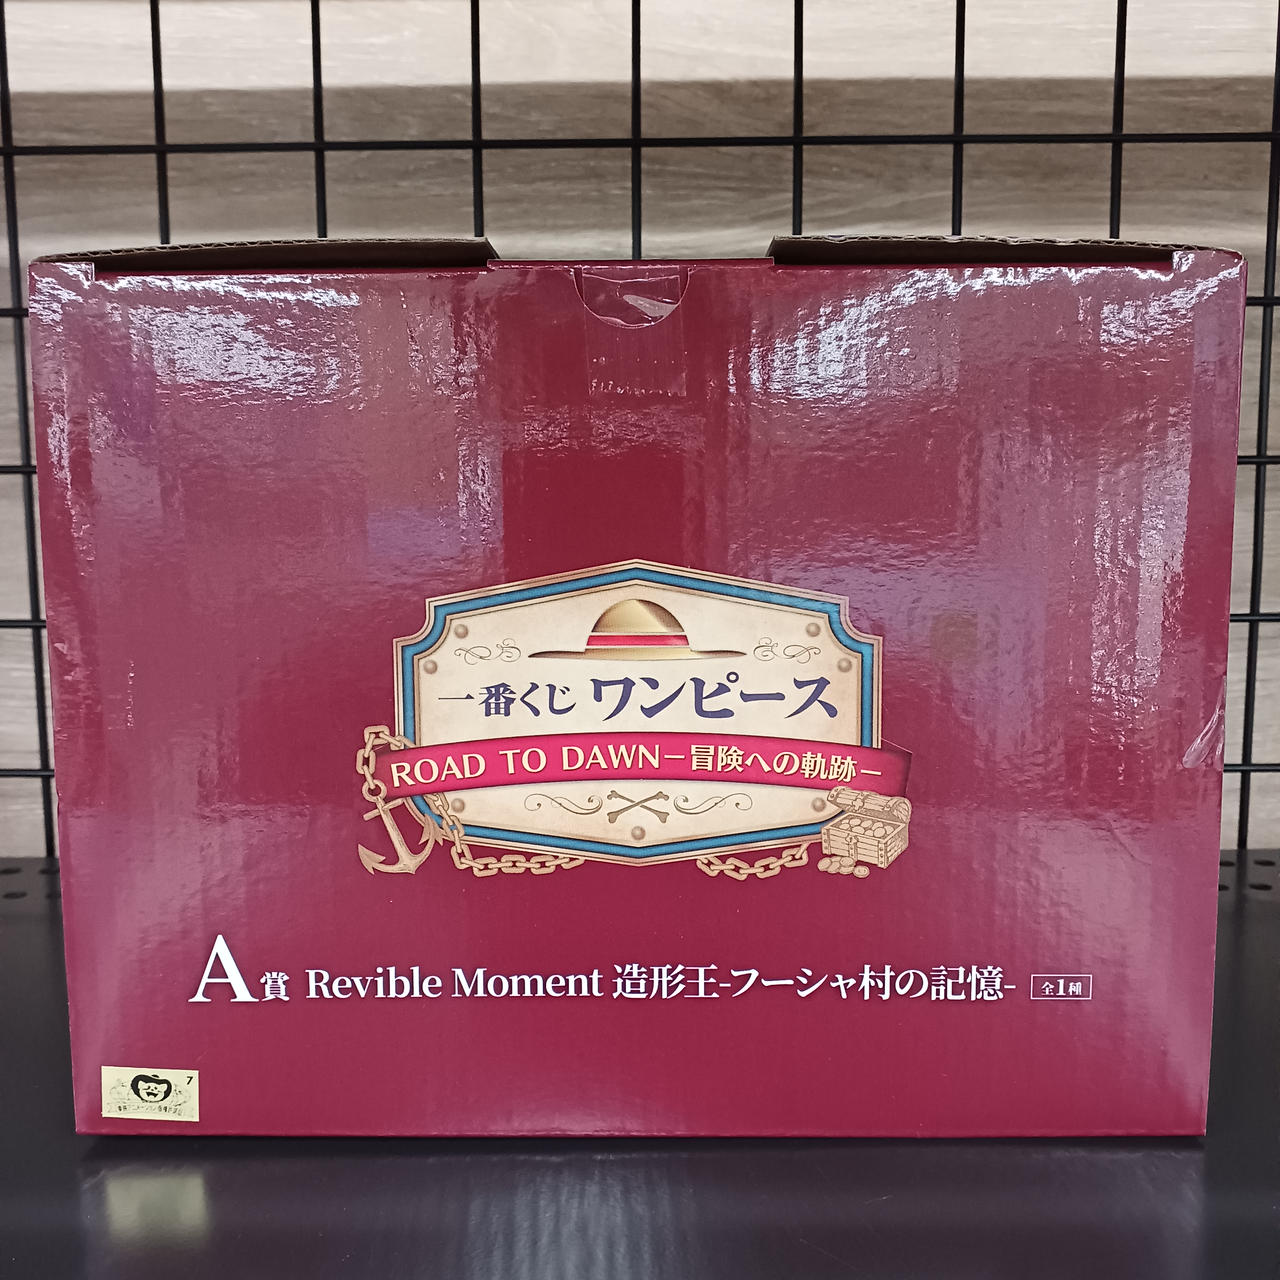 一番くじ ワンピース
ROAD TO DAWN－冒険への軌跡－
A賞 Revible Moment 造形王-フーシャ村の記憶- 全1種
7